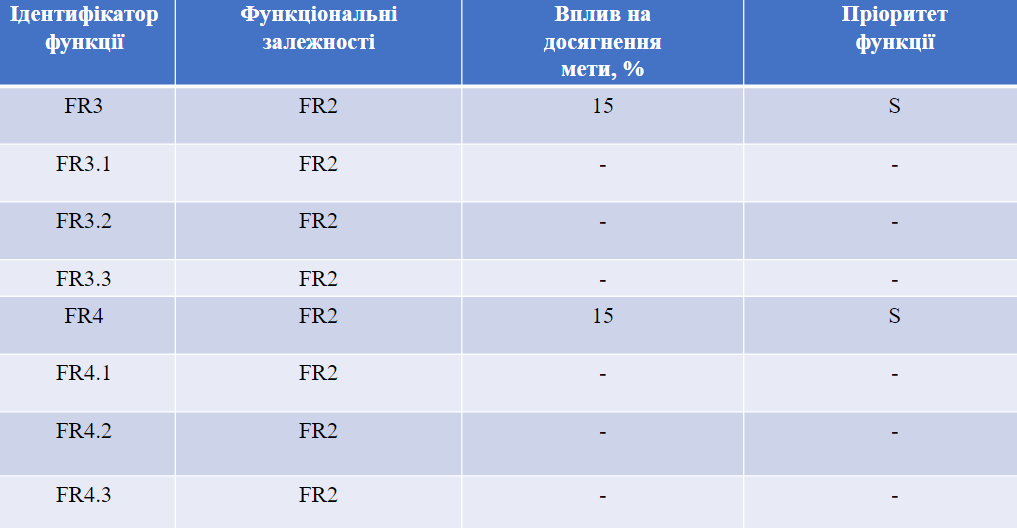 Ідентифікатор функції Функціональні залежності Вплив на досягнення мети, % Пріоритет функції
FR3 FR2 15 S
FR3.1 FR2 - -
FR3.2 FR2 - -
FR3.3 FR2 - -
FR4 FR2 15 S
FR4.1 FR2 - -
FR4.2 FR2 - -
FR4.3 FR2 - -